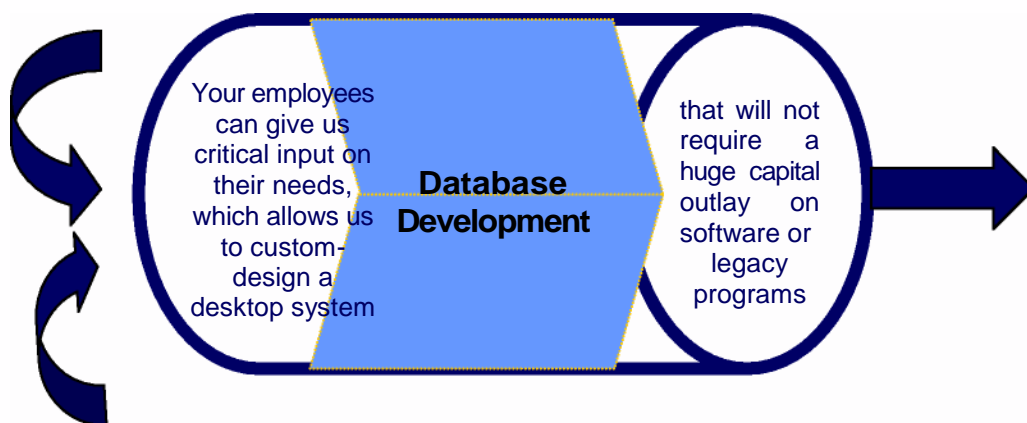 Your employees
can give us
critical input on
their needs,
which allows us
to custom-
design a
desktop system
Database
Development
that will not
require a
huge capital
outlay on
software or
legacy
programs